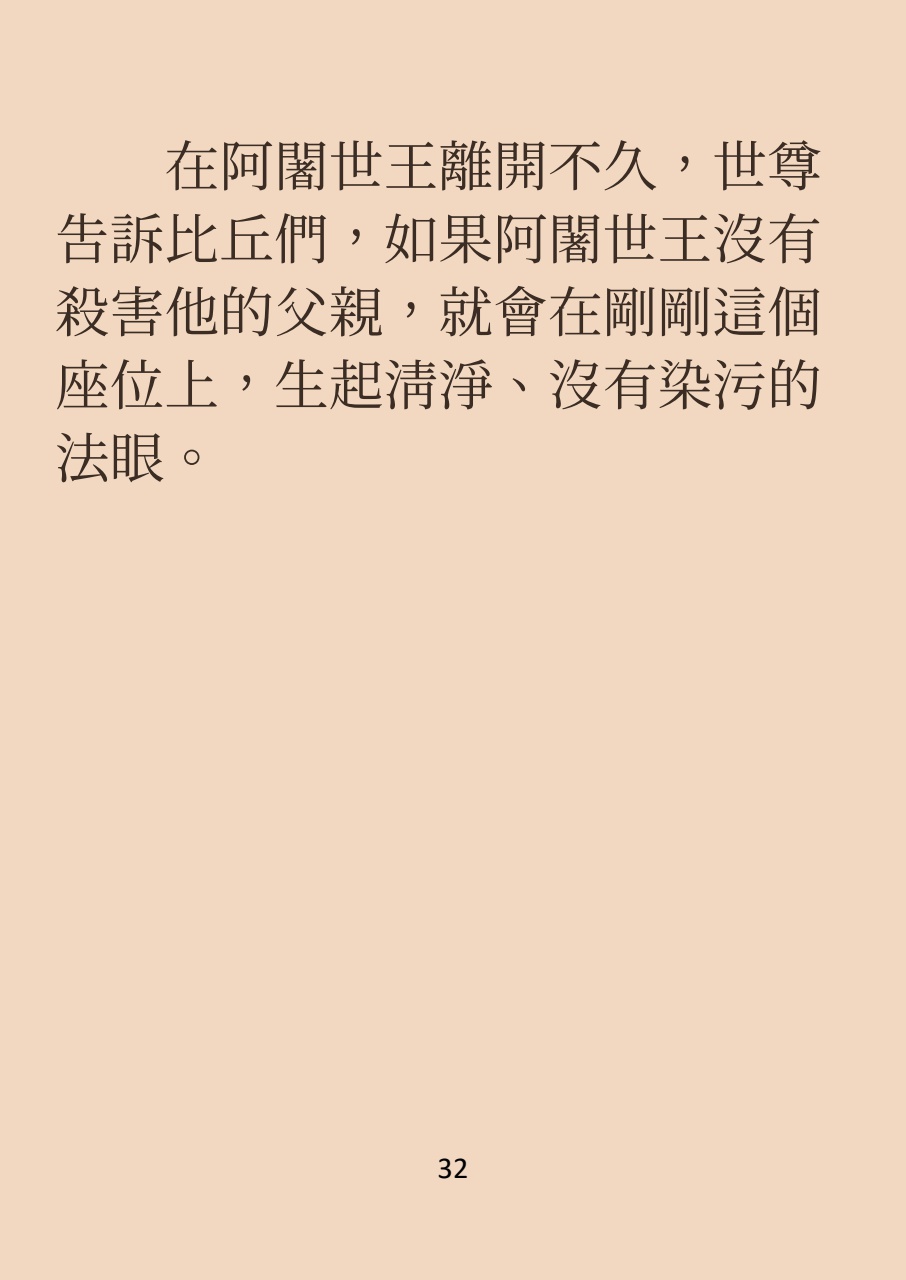 在阿闍世王離開不久，世尊
告訴比丘們，如果阿闍世王沒有
殺害他的父親，就會在剛剛這個
座位上，生起清淨、沒有染污的
法眼。
32